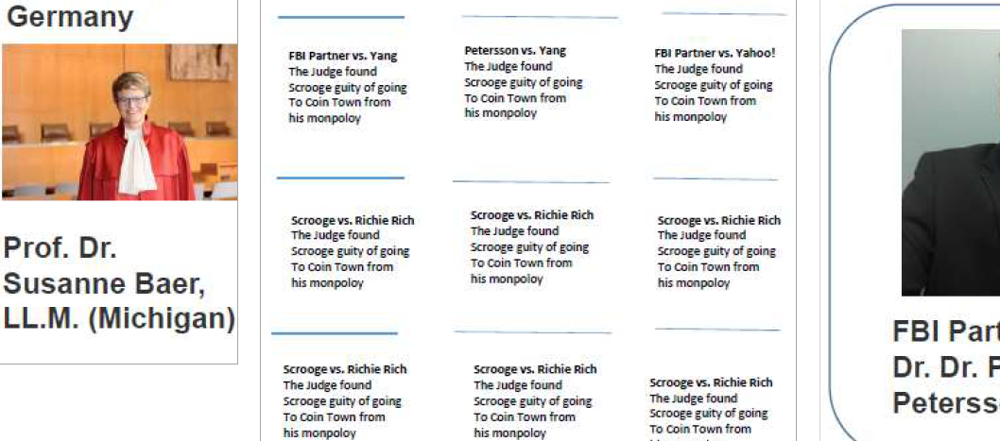 Germany
Prof. Dr.
Susanne Baer,
LL.M. (Michigan)
FBI Partner vs. Yang
The Judge found
Scrooge guity of going
To Coin Town from
his monpoloy
Petersson vs. Yang
The Judge found
Scrooge guity of going
To Coin Town from
his monpoloy
FBI Partner vs. Yahoo!
The Judge found
Scrooge guity of going
To Coin Town from
his monpoloy
Scrooge vs. Richie Rich
The Judge found
Scrooge guity of going
To Coin Town from
his monpoloy
Scrooge vs. Richie Rich
The Judge found
Scrooge guity of going
To Coin Town from
his monpoloy
Scrooge vs. Richie Rich
The Judge found
Scrooge guity of going
To Coin Town from
his monpoloy
Scrooge vs. Richie Rich
The Judge found
Scrooge guity of going
To Coin Town from
his monpoloy
Scrooge vs. Richie Rich
The Judge found
Scrooge guity of going
To Coin Town from
his monpoloy
Scrooge vs. Richie Rich
The Judge found
Scrooge guity of going
To Coin Town from
FBI
Dr. Dr.